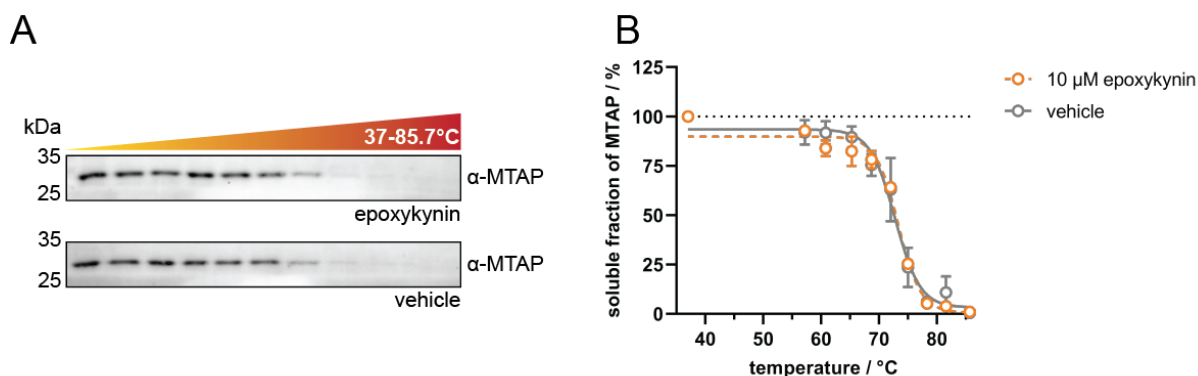 A
kDa
37-85.7°C
35
25
α-MTAP
epoxykynin
35
25
α-MTAP
vehicle
B
soluble fraction of MTAP / %
125
100
75
50
25
0
40 50 60 70 80
temperature / °C
10 µM epoxykynin
vehicle